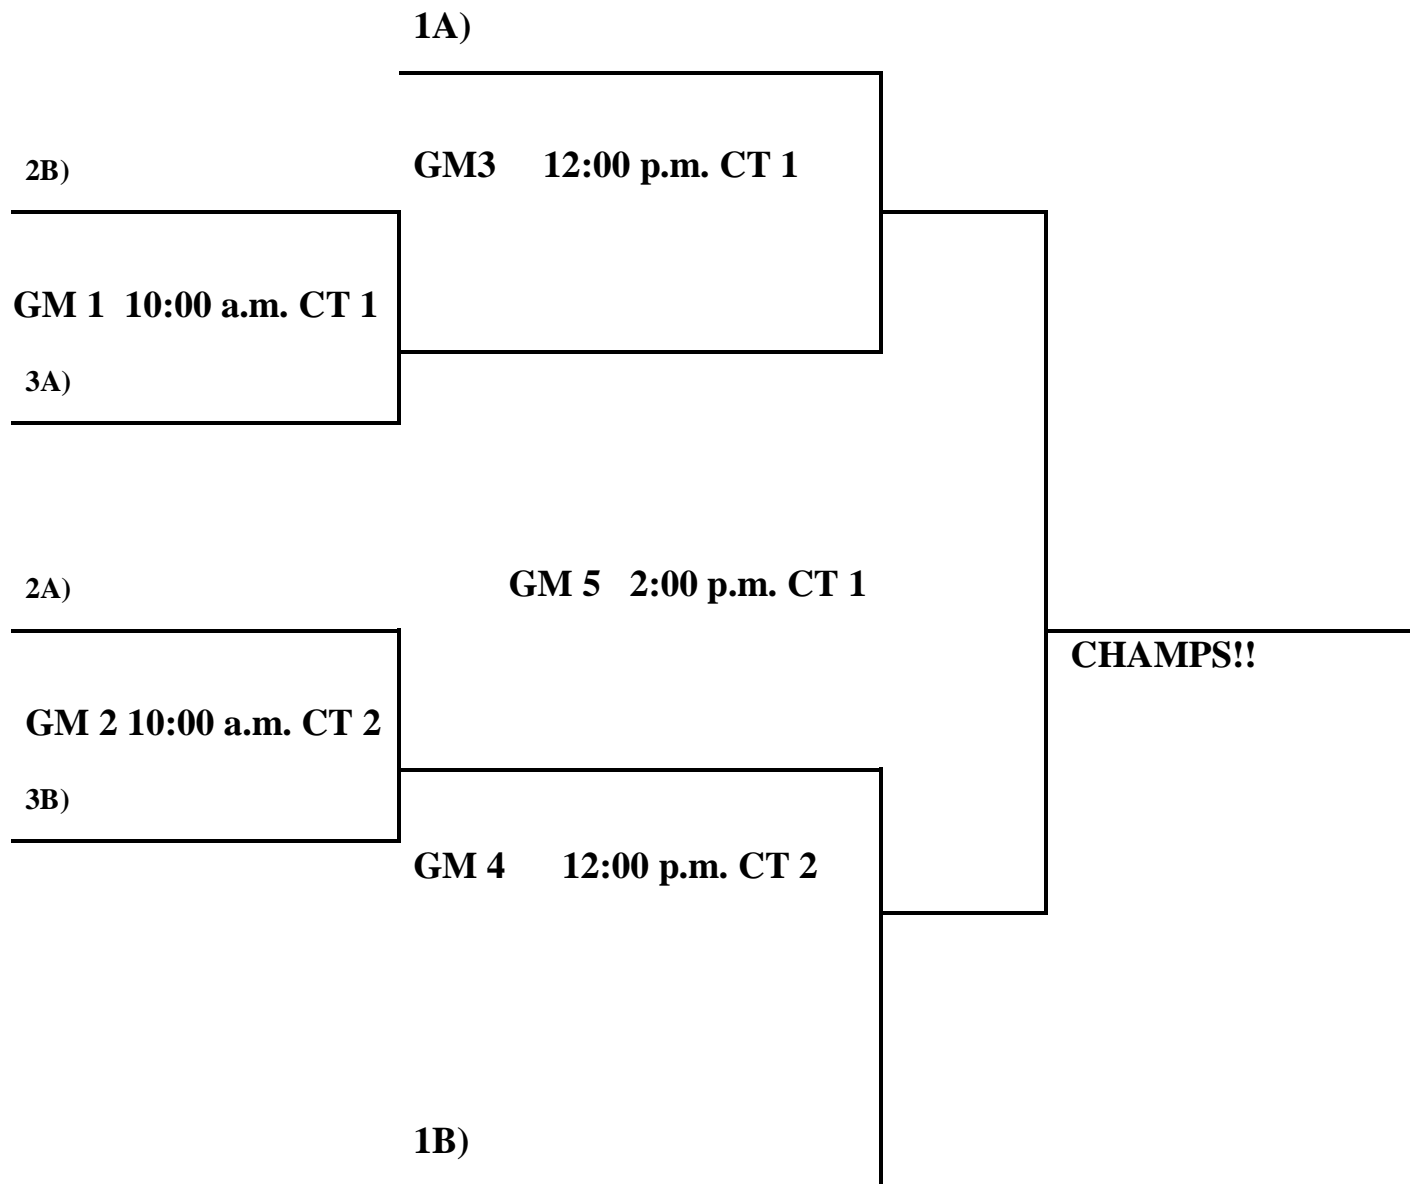 1A)
2B)
GM3 12:00 p.m. CT 1
GM 1 10:00 a.m. CT 1
3A)
2A)
GM 5 2:00 p.m. CT 1
CHAMPS!!
GM 2 10:00 a.m. CT 2
3B)
GM 4 12:00 p.m. CT 2
1B)